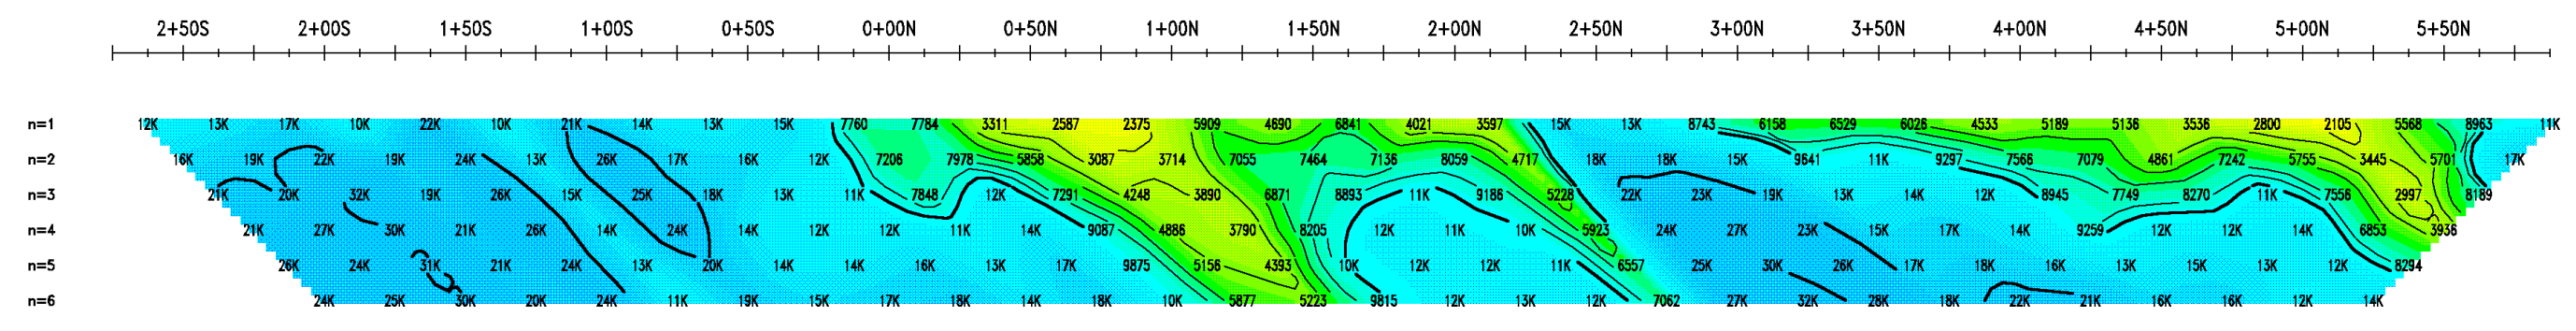 2+50S 2+00S 1+50S 1+00S 0+50S 0+00N 0+50N 1+00N 1+50N 2+00N 2+50N 3+00N 3+50N 4+00N 4+50N 5+00N 5+50N
n=1 12K 13K 17K 10K 22K 10K 21K 14K 13K 15K 7760 7784 3311 2587 2375 5909 4690 6841 4021 3597 15K 13K 8743 6158 6529 6026 4533 5189 5136 3536 2800 2105 5568 8963 11K
n=2 16K 19K 22K 19K 24K 13K 26K 17K 16K 12K 7206 7978 5858 3087 3714 7055 7464 7136 8059 4717 18K 18K 15K 9641 11K 9297 7566 7079 4861 7242 5755 3445 5701 17K
n=3 21K 20K 32K 19K 26K 15K 25K 18K 13K 11K 7848 12K 7291 4248 3890 6871 8893 11K 9186 5228 22K 23K 19K 13K 14K 12K 8945 7749 8270 11K 7556 2997 8189
n=4 21K 27K 30K 21K 26K 14K 24K 14K 12K 12K 11K 14K 9087 4886 3790 8205 12K 11K 10K 5923 24K 27K 23K 15K 17K 14K 9259 12K 12K 14K 6853 3936
n=5 26K 24K 31K 21K 24K 13K 20K 14K 14K 16K 13K 17K 9875 5156 4393 10K 12K 12K 11K 6557 25K 30K 26K 17K 18K 16K 13K 15K 13K 12K 8294
n=6 24K 25K 30K 20K 24K 11K 19K 15K 17K 18K 14K 18K 10K 5877 5223 9815 12K 13K 12K 7062 27K 32K 28K 18K 22K 21K 16K 16K 12K 14K